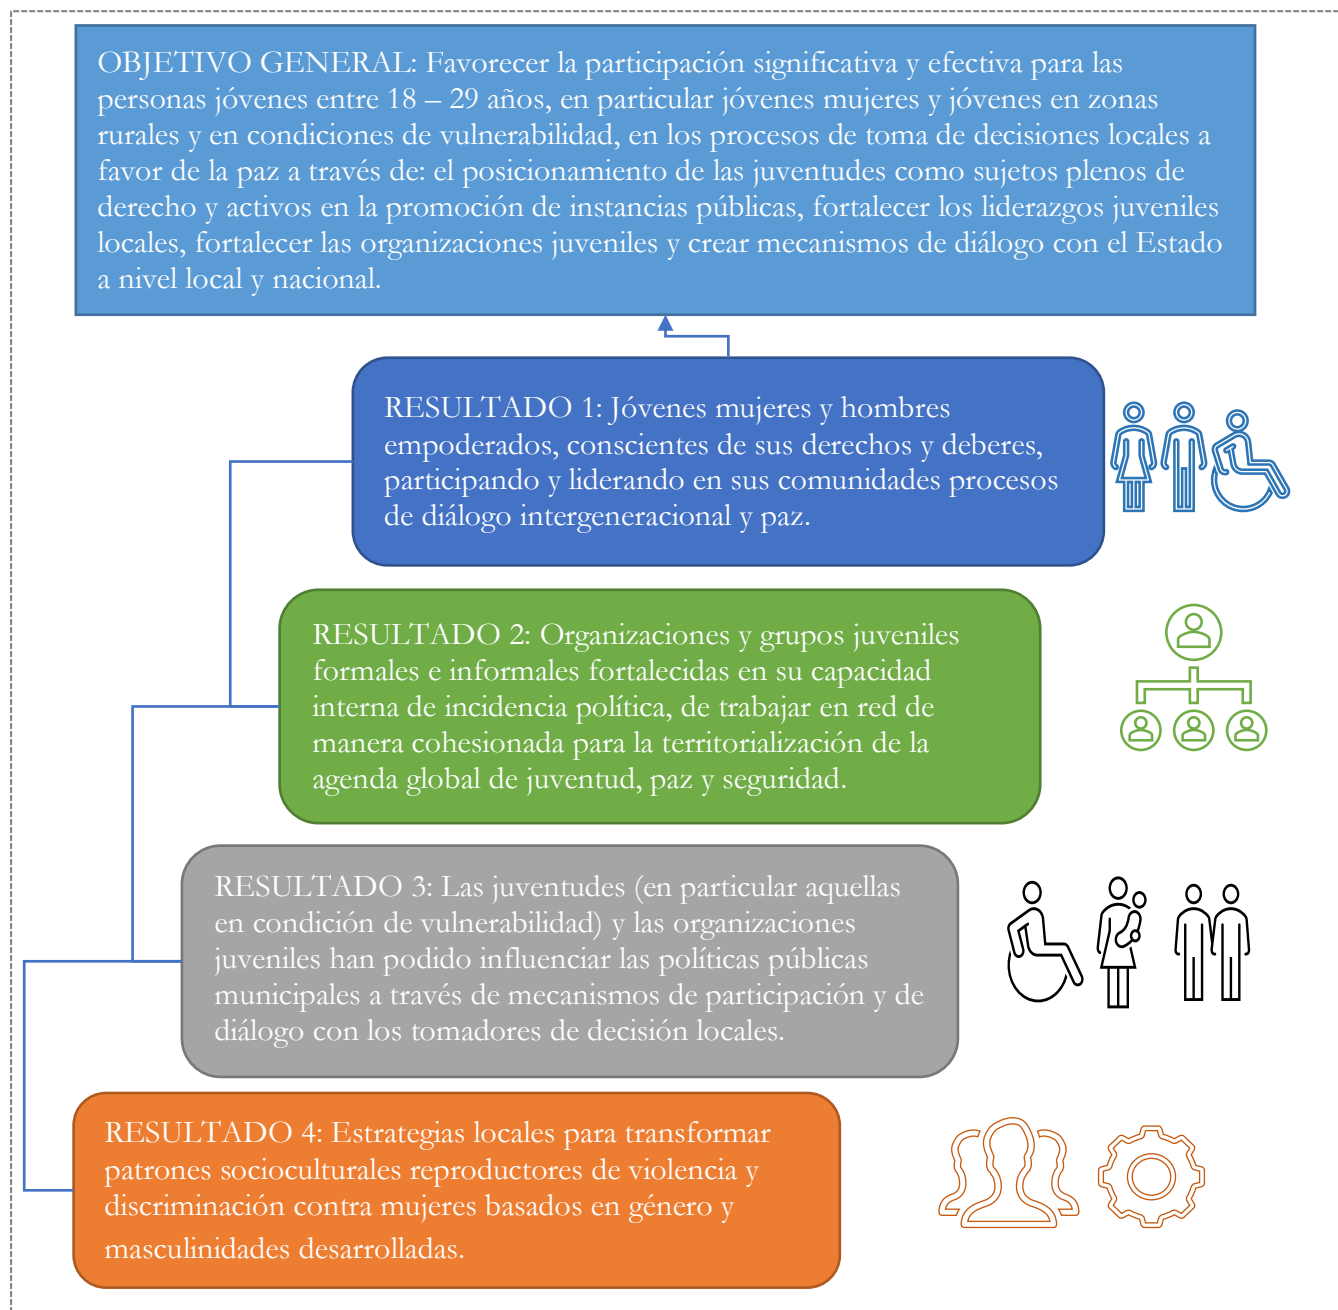 OBJETIVO GENERAL: Favorecer la participación significativa y efectiva para las
personas jóvenes entre 18 – 29 años, en particular jóvenes mujeres y jóvenes en zonas
rurales y en condiciones de vulnerabilidad, en los procesos de toma de decisiones locales a
favor de la paz a través de: el posicionamiento de las juventudes como sujetos plenos de
derecho y activos en la promoción de instancias públicas, fortalecer los liderazgos juveniles
locales, fortalecer las organizaciones juveniles y crear mecanismos de diálogo con el Estado
a nivel local y nacional.
RESULTADO 1: Jóvenes mujeres y hombres
empoderados, conscientes de sus derechos y deberes,
participando y liderando en sus comunidades procesos
de diálogo intergeneracional y paz.
RESULTADO 2: Organizaciones y grupos juveniles
formales e informales fortalecidas en su capacidad
interna de incidencia política, de trabajar en red de
manera cohesionada para la territorialización de la
agenda global de juventud, paz y seguridad.
RESULTADO 3: Las juventudes (en particular aquellas
en condición de vulnerabilidad) y las organizaciones
juveniles han podido influenciar las políticas públicas
municipales a través de mecanismos de participación y de
diálogo con los tomadores de decisión locales.
RESULTADO 4: Estrategias locales para transformar
patrones socioculturales reproductores de violencia y
discriminación contra mujeres basados en género y
masculinidades desarrolladas.